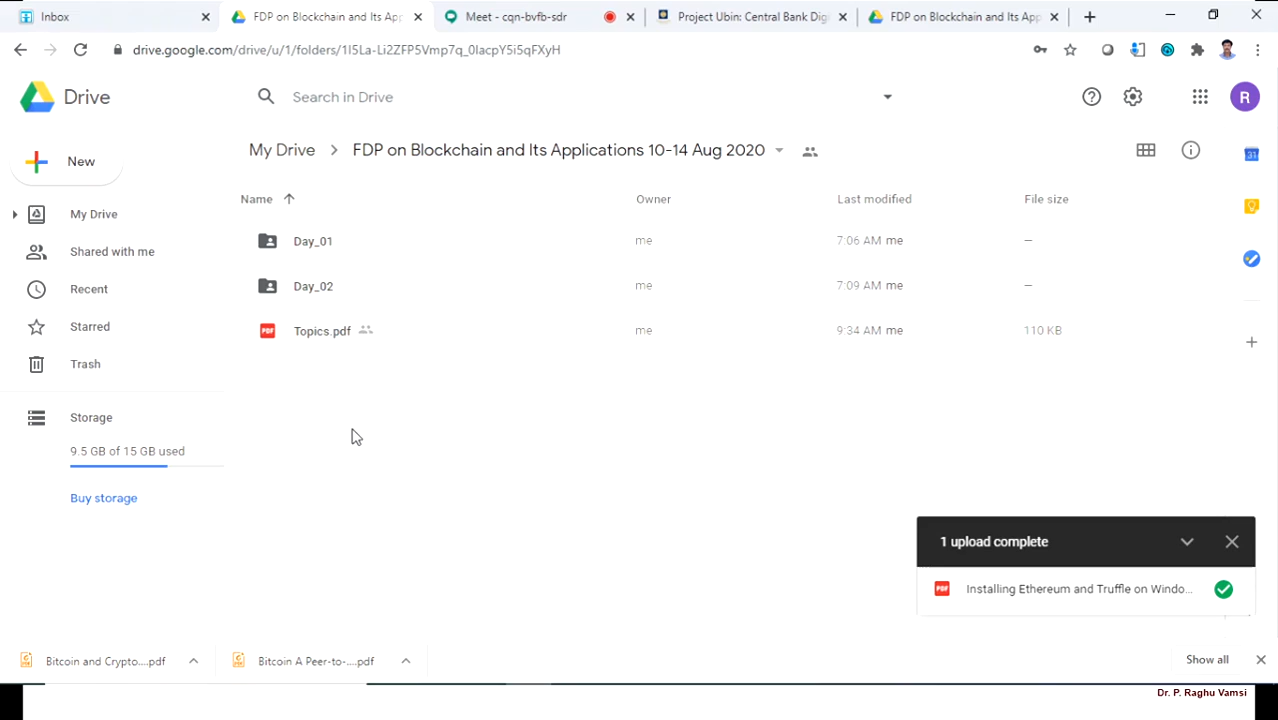 Inbox
FDP on Blockchain and Its App
Meet - cqn-bvfb-sdr
Project Ubin: Central Bank Digi
FDP on Blockchain and Its App
drive.google.com/drive/u/1/folders/1I5La-Li2ZFP5Vmp7q_0IacpY5i5qFXyH
Drive
Search in Drive
R
New
My Drive
FDP on Blockchain and Its Applications 10-14 Aug 2020
31
Name
Owner
Last modified
File size
My Drive
Day_01
me
7:06 AM me
—
Shared with me
Recent
Day_02
me
7:09 AM me
—
Starred
PDF
Topics.pdf
me
9:34 AM me
110 KB
Trash
Storage
9.5 GB of 15 GB used
Buy storage
1 upload complete
PDF
Installing Ethereum and Truffle on Windo...
Bitcoin and Crypto....pdf
Bitcoin A Peer-to-....pdf
Show all
Dr. P. Raghu Vamsi